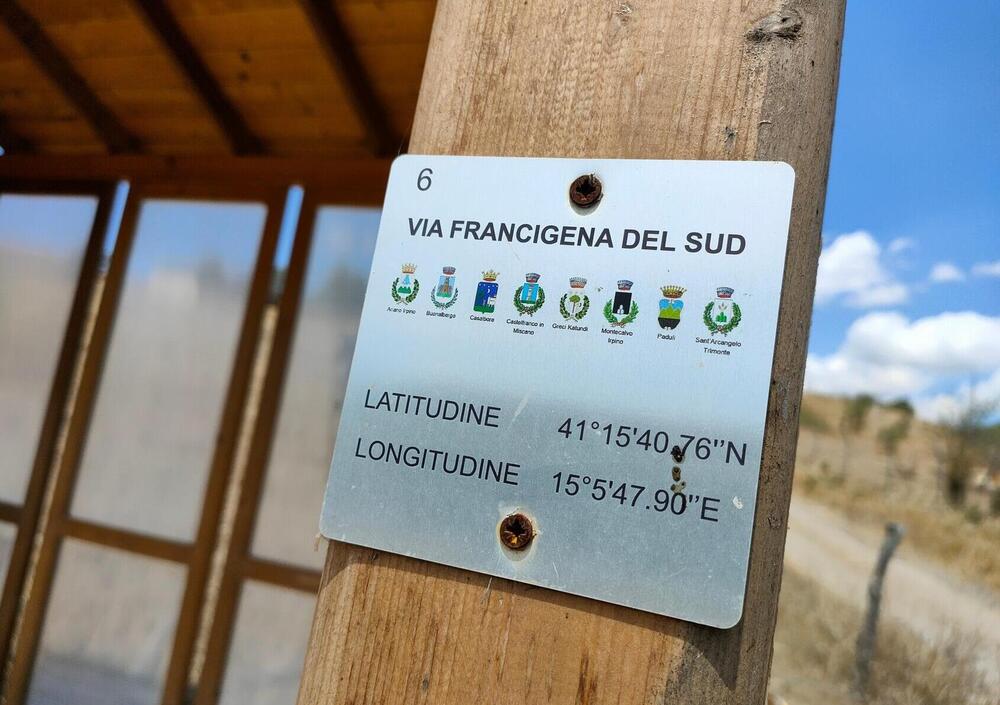 6
VIA FRANCIGENA DEL SUD
Ariano Irpino
Buonalbergo
Casalbore
Castelfranco in
Miscano
Greci Katundi
Montecalvo
Irpino
Paduli
Sant'Arcangelo
Trimonte
LATITUDINE 41°15'40.76''N
LONGITUDINE 15°5'47.90''E